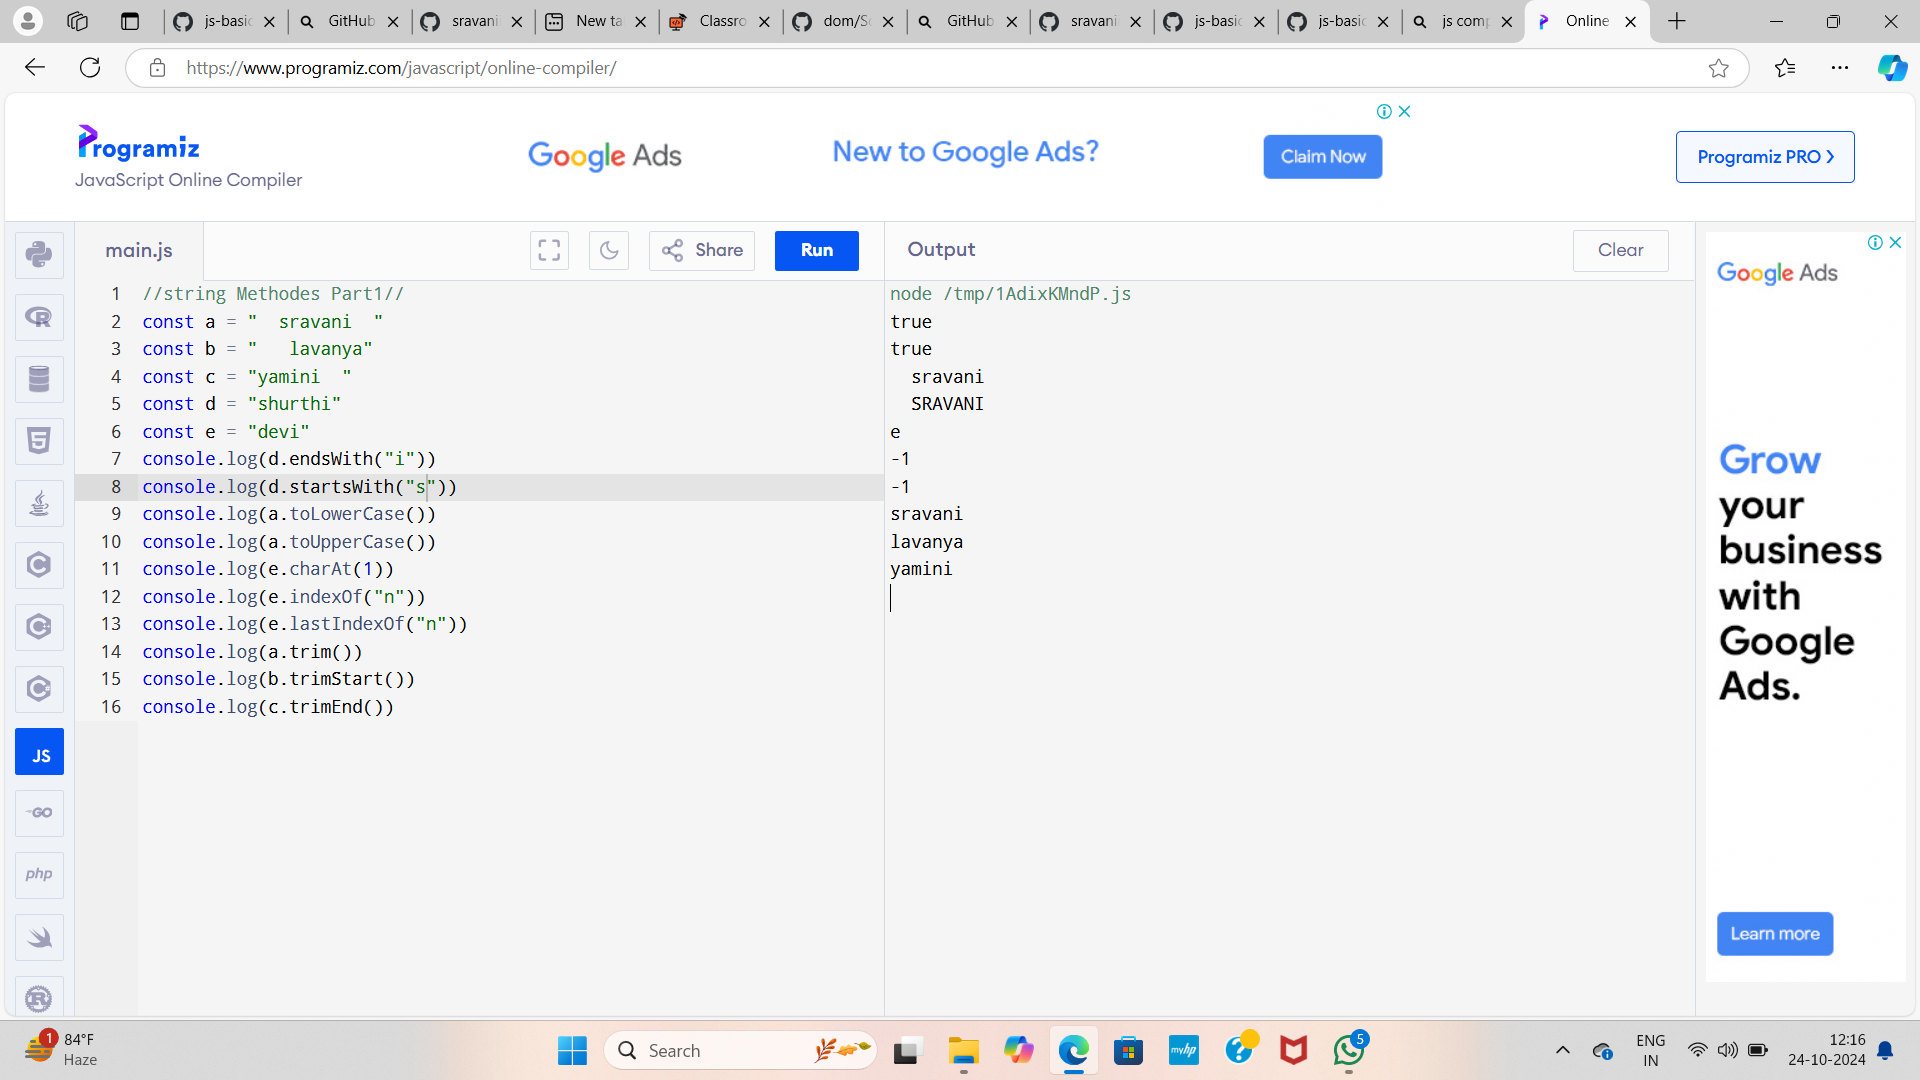 js-basic
GitHub
sravani
New ta
Classro
dom/So
GitHub
sravani
js-basic
js-basic
js comp
Online
https://www.programiz.com/javascript/online-compiler/
Programiz
JavaScript Online Compiler
Google Ads
New to Google Ads?
Claim Now
Programiz PRO >
main.js
Share
Run
Output
Clear
1 //string Methodes Part1//
2 const a = "  sravani  "
3 const b = "   lavanya"
4 const c = "yamini  "
5 const d = "shurthi"
6 const e = "devi"
7 console.log(d.endsWith("i"))
8 console.log(d.startsWith("s"))
9 console.log(a.toLowerCase())
10 console.log(a.toUpperCase())
11 console.log(e.charAt(1))
12 console.log(e.indexOf("n"))
13 console.log(e.lastIndexOf("n"))
14 console.log(a.trim())
15 console.log(b.trimStart())
16 console.log(c.trimEnd())
node /tmp/1AdixKMndP.js
true
true
  sravani
  SRAVANI
e
-1
-1
sravani
lavanya
yamini
R
5
C
C
C
JS
GO
php
R
Google Ads
Grow
your
business
with
Google
Ads.
Learn more
1
84°F
Haze
Search
myhp
?
5
ENG
IN
12:16
24-10-2024